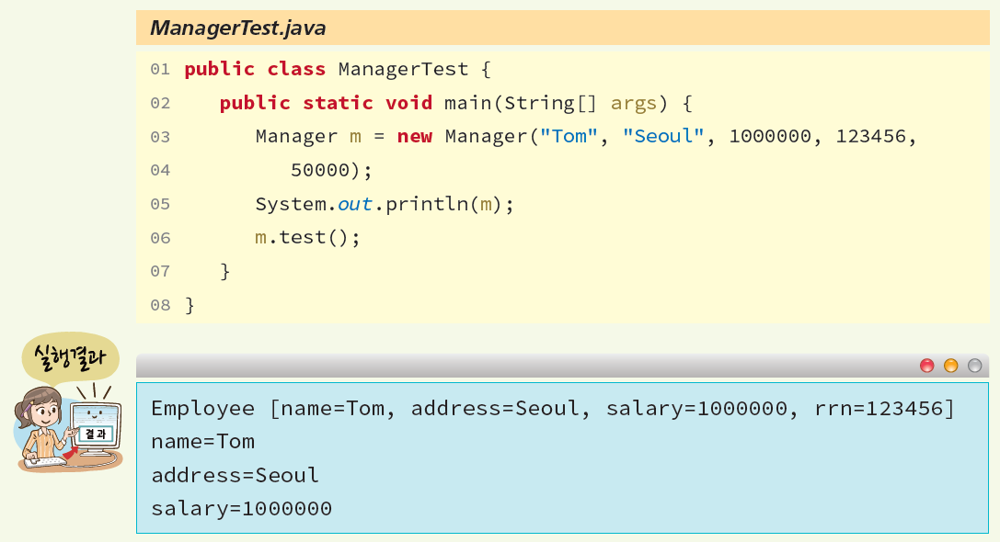 ManagerTest.java
01 public class ManagerTest {
02    public static void main(String[] args) {
03       Manager m = new Manager("Tom", "Seoul", 1000000, 123456,
04          50000);
05       System.out.println(m);
06       m.test();
07    }
08 }
실행결과
결과
Employee [name=Tom, address=Seoul, salary=1000000, rrn=123456]
name=Tom
address=Seoul
salary=1000000